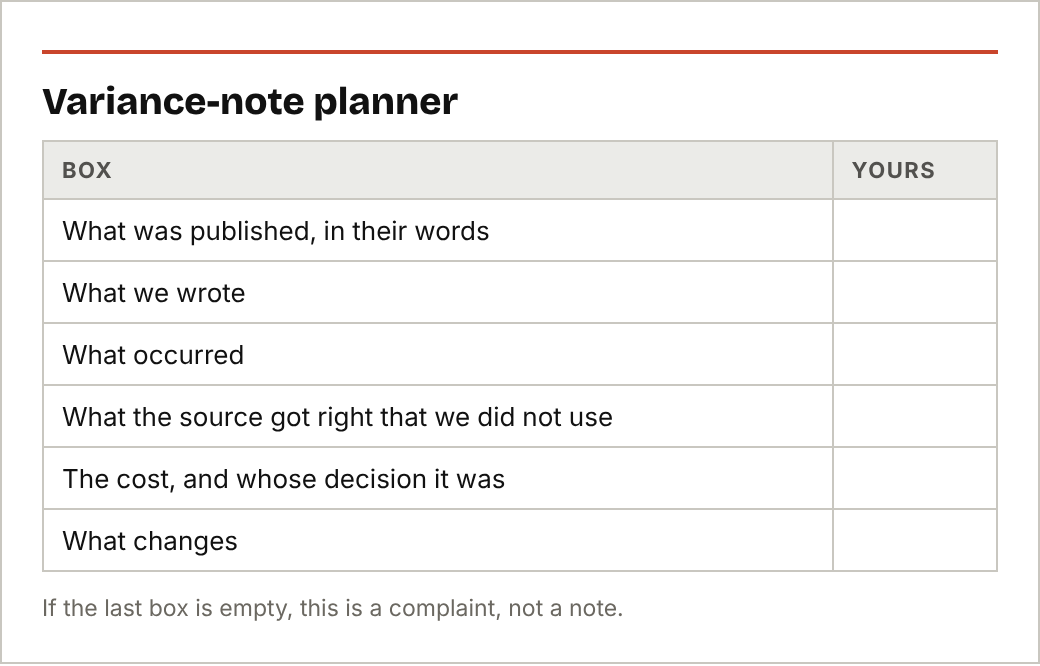 Variance-note planner
BOX YOURS
What was published, in their words
What we wrote
What occurred
What the source got right that we did not use
The cost, and whose decision it was
What changes
If the last box is empty, this is a complaint, not a note.